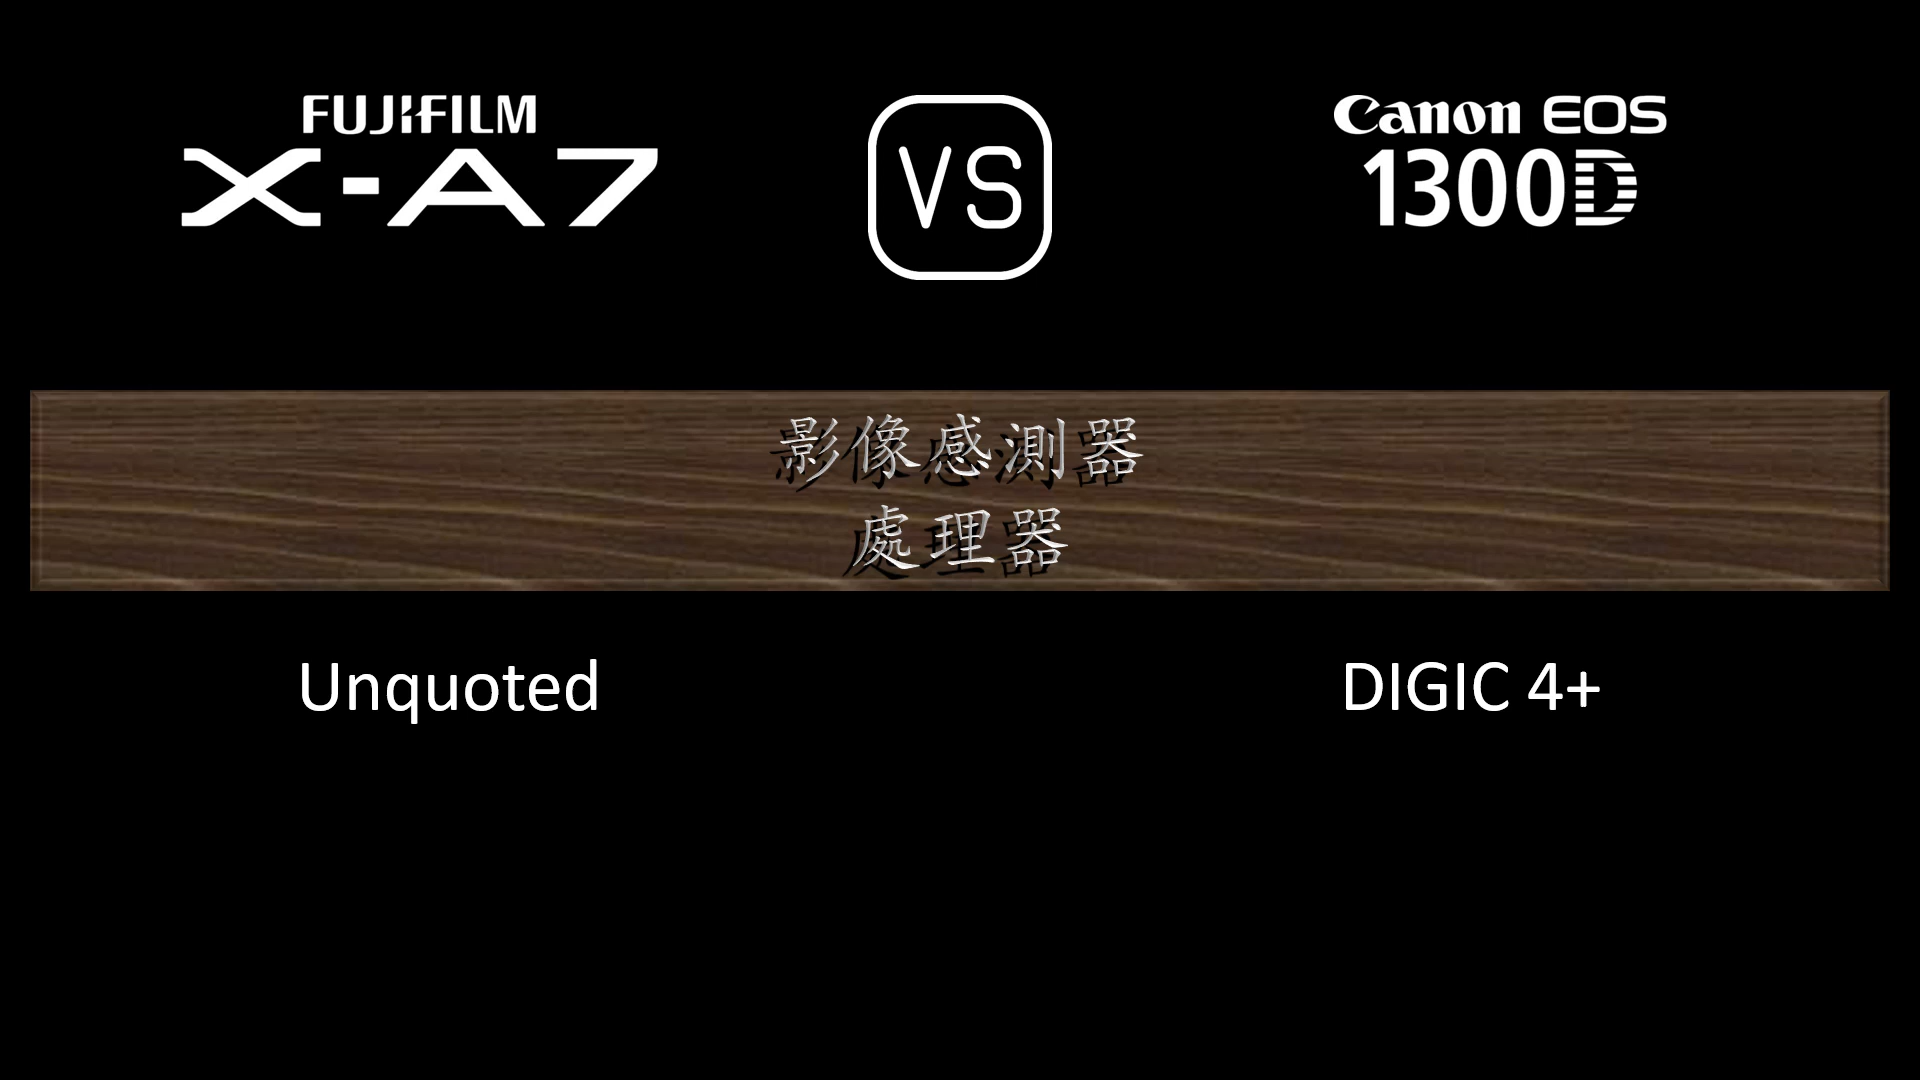 FUJIFILM
X-A7
VS
Canon EOS
1300D
影像感測器
處理器
Unquoted
DIGIC 4+